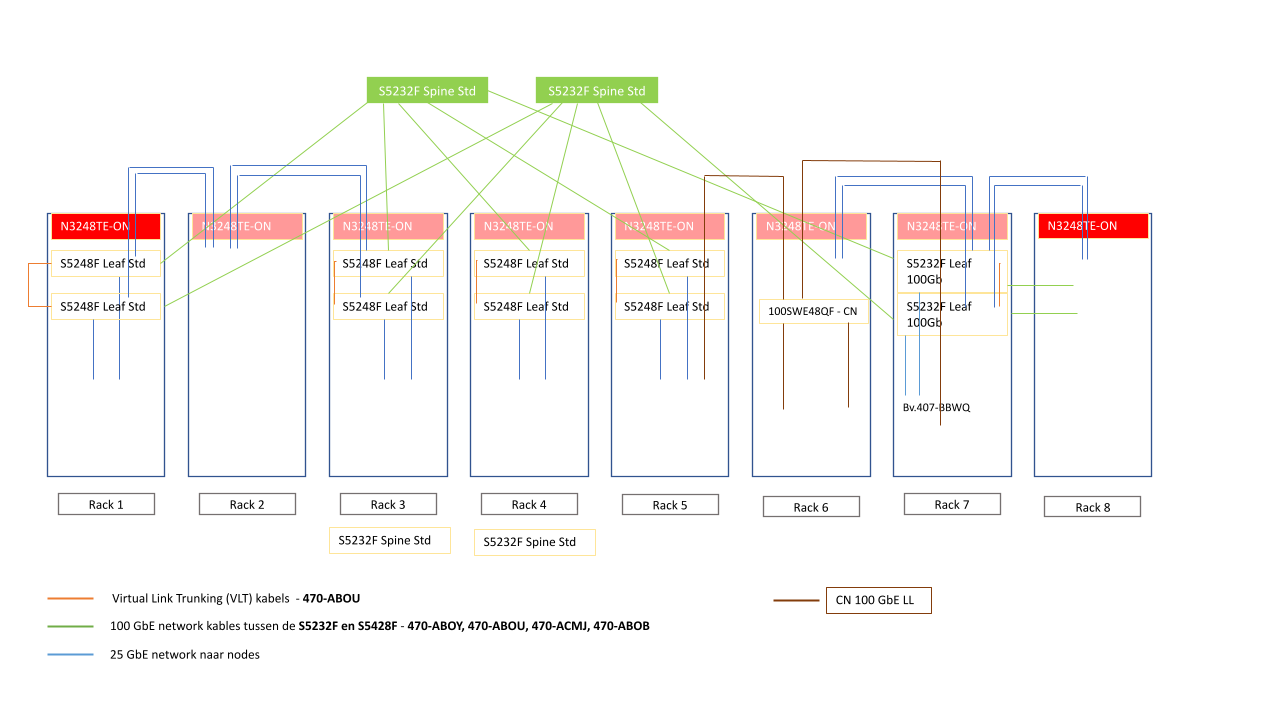 S5232F Spine Std
S5232F Spine Std
N3248TE-ON
N3248TE-ON
N3248TE-ON
N3248TE-ON
N3248TE-ON
N3248TE-ON
N3248TE-ON
N3248TE-ON
S5248F Leaf Std
S5248F Leaf Std
S5248F Leaf Std
S5248F Leaf Std
S5232F Leaf
100Gb
S5248F Leaf Std
S5248F Leaf Std
S5248F Leaf Std
S5248F Leaf Std
100SWE48QF - CN
S5232F Leaf
100Gb
Bv.407-BBWQ
Rack 1
Rack 2
Rack 3
Rack 4
Rack 5
Rack 6
Rack 7
Rack 8
S5232F Spine Std
S5232F Spine Std
Virtual Link Trunking (VLT) kabels - 470-ABOU
CN 100 GbE LL
100 GbE network kables tussen de S5232F en S5428F - 470-ABOY, 470-ABOU, 470-ACMJ, 470-ABOB
25 GbE network naar nodes